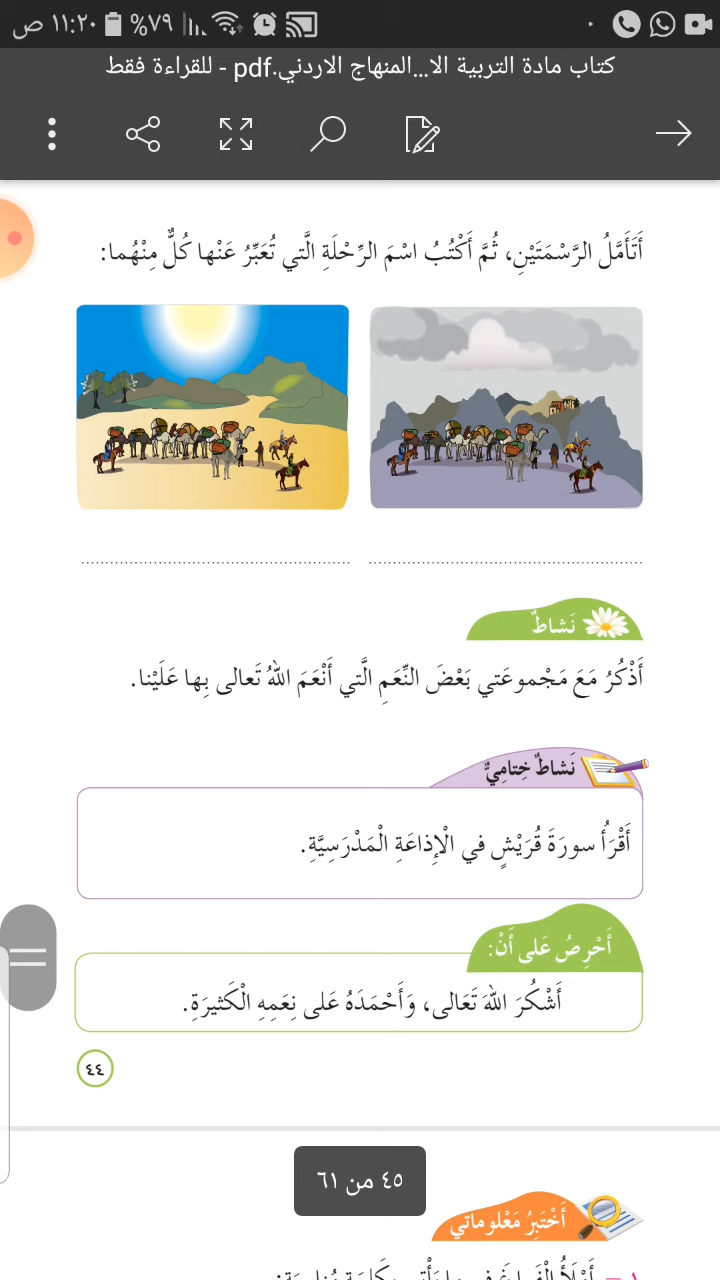 ١١:٢٠ ص
%٧٩
كتاب مادة التربية الا...المنهاج الاردني.pdf - للقراءة فقط
أَتَأَمَّلُ الرَّسْمَتَيْنِ، ثُمَّ أَكْتُبُ اسْمَ الرِّحْلَةِ الَّتي تُعَبِّرُ عَنْها كُلٌّ مِنْهُما:
نَشاطٌ
أَذْكُرُ مَعَ مَجْموعَتي بَعْضَ النِّعَمِ الَّتي أَنْعَمَ اللهُ تَعالى بِها عَلَيْنا.
نَشاطٌ خِتامِيٌّ
أَقْرَأُ سورَةَ قُرَيْشٍ في الْإِذاعَةِ الْمَدْرَسِيَّةِ.
أَحْرِصُ عَلى أَنْ:
أَشْكُرَ اللهَ تَعَالى، وَأَحْمَدَهُ عَلى نِعَمِهِ الْكَثيرَةِ.
٤٤
٤٥ من ٦١
أَخْتَبِرُ مَعْلوماتي